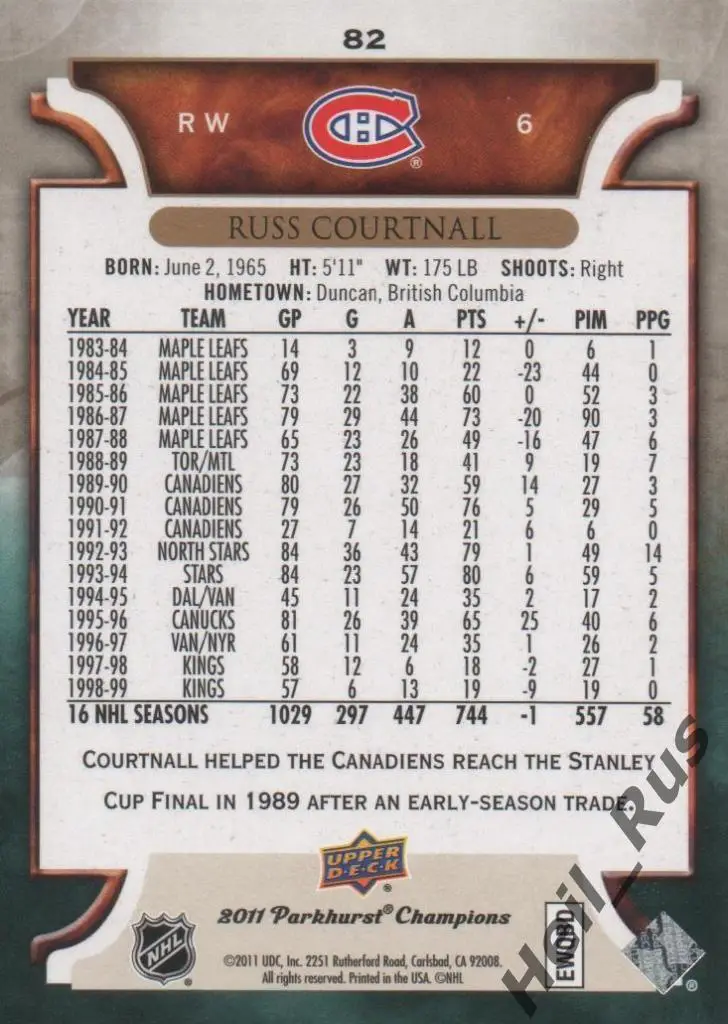 82
RW 6
RUSS COURTNALL
BORN: June 2, 1965 HT: 5'11" WT: 175 LB SHOOTS: Right
HOMETOWN: Duncan, British Columbia
YEAR TEAM GP G A PTS +/- PIM PPG
1983-84 MAPLE LEAFS 14 3 9 12 0 6 1
1984-85 MAPLE LEAFS 69 12 10 22 -23 44 0
1985-86 MAPLE LEAFS 73 22 38 60 0 52 3
1986-87 MAPLE LEAFS 79 29 44 73 -20 90 3
1987-88 MAPLE LEAFS 65 23 26 49 -16 47 6
1988-89 TOR/MTL 73 23 18 41 9 19 7
1989-90 CANADIENS 80 27 32 59 14 27 3
1990-91 CANADIENS 79 26 50 76 5 29 5
1991-92 CANADIENS 27 7 14 21 6 6 0
1992-93 NORTH STARS 84 36 43 79 1 49 14
1993-94 STARS 84 23 57 80 6 59 5
1994-95 DAL/VAN 45 11 24 35 2 17 2
1995-96 CANUCKS 81 26 39 65 25 40 6
1996-97 VAN/NYR 61 11 24 35 1 26 2
1997-98 KINGS 58 12 6 18 -2 27 1
1998-99 KINGS 57 6 13 19 -9 19 0
16 NHL SEASONS 1029 297 447 744 -1 557 58
COURTNALL HELPED THE CANADIENS REACH THE STANLEY
CUP FINAL IN 1989 AFTER AN EARLY-SEASON TRADE.
UPPER
D·E·C·K
®
2011 Parkhurst® Champions
NHL
®
©2011 UDC, Inc. 2251 Rutherford Road, Carlsbad, CA 92008.
All rights reserved. Printed in the USA. ©NHL
EWQBD
®
Hoil_Rus